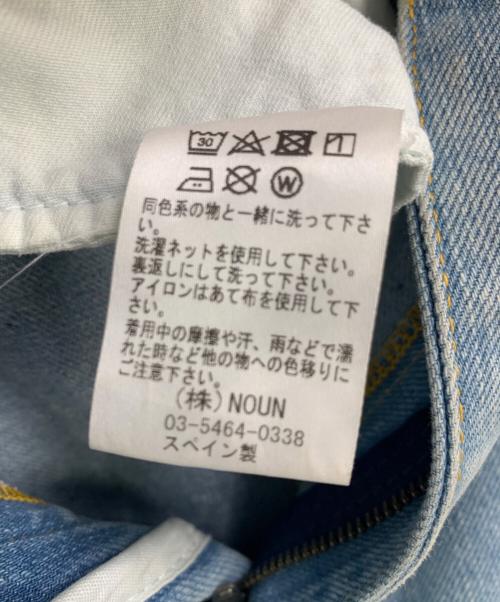 30
W
同色系の物と一緒に洗って下さ
い。
洗濯ネットを使用して下さい。
裏返しにして洗って下さい。
アイロンはあて布を使用して下
さい。
着用中の摩擦や汗、雨などで濡
れた時など他の物への色移りに
ご注意下さい。
(株)NOUN
03-5464-0338
スペイン製